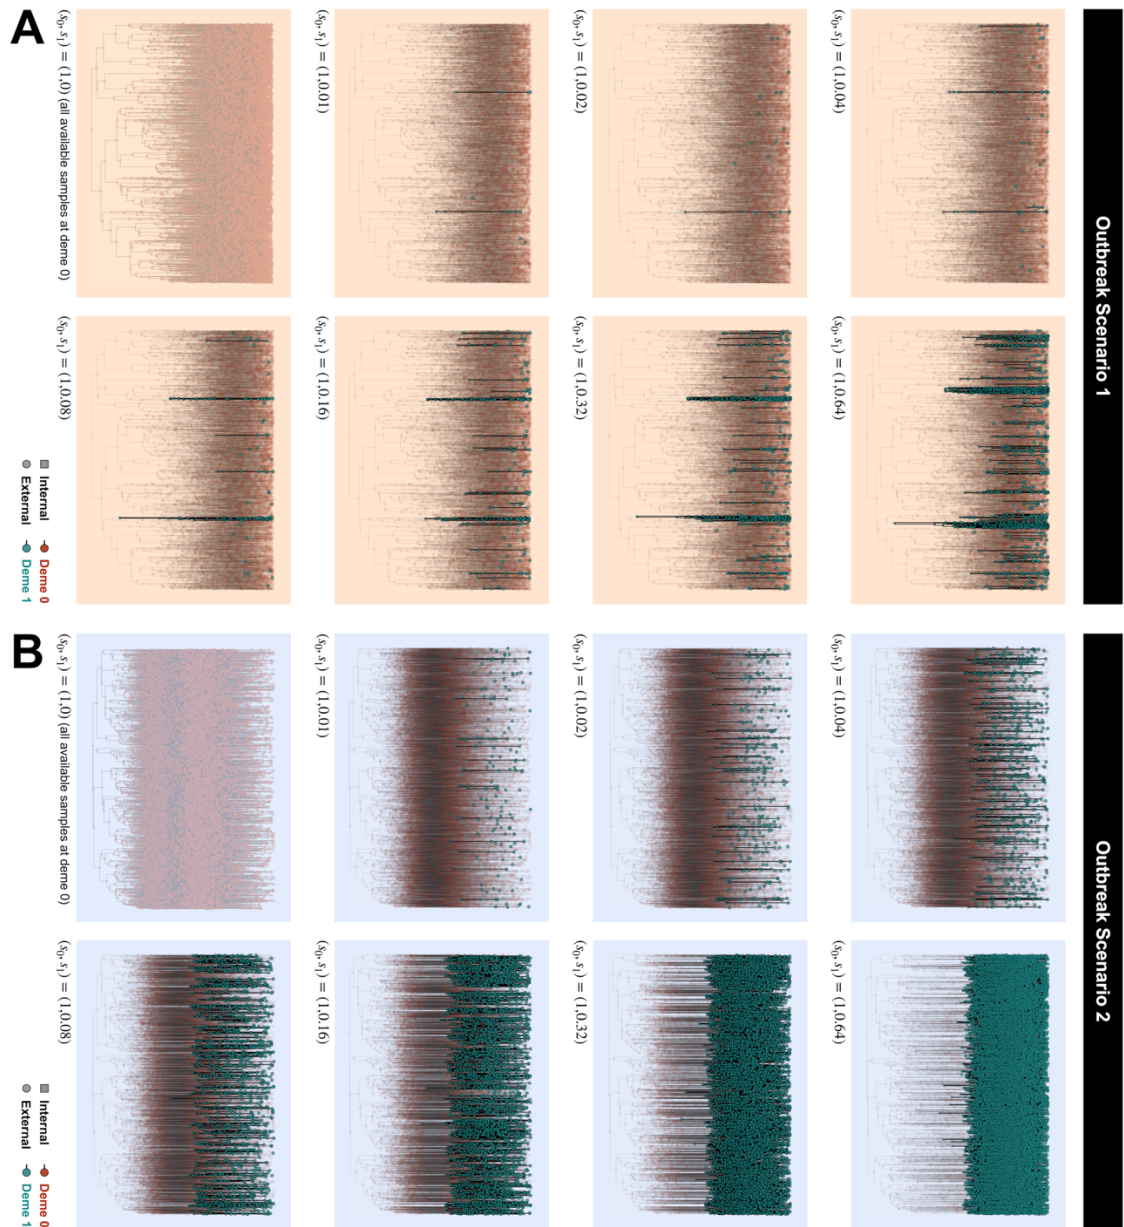 A
Outbreak Scenario 1
(s₀, s₁) = (1,0) (all available samples at deme 0)
(s₀, s₁) = (1,0.01)
(s₀, s₁) = (1,0.02)
(s₀, s₁) = (1,0.04)
(s₀, s₁) = (1,0.08)
(s₀, s₁) = (1,0.16)
(s₀, s₁) = (1,0.32)
(s₀, s₁) = (1,0.64)
Internal Deme 0
External Deme 1
B
Outbreak Scenario 2
(s₀, s₁) = (1,0) (all available samples at deme 0)
(s₀, s₁) = (1,0.01)
(s₀, s₁) = (1,0.02)
(s₀, s₁) = (1,0.04)
(s₀, s₁) = (1,0.08)
(s₀, s₁) = (1,0.16)
(s₀, s₁) = (1,0.32)
(s₀, s₁) = (1,0.64)
Internal Deme 0
External Deme 1